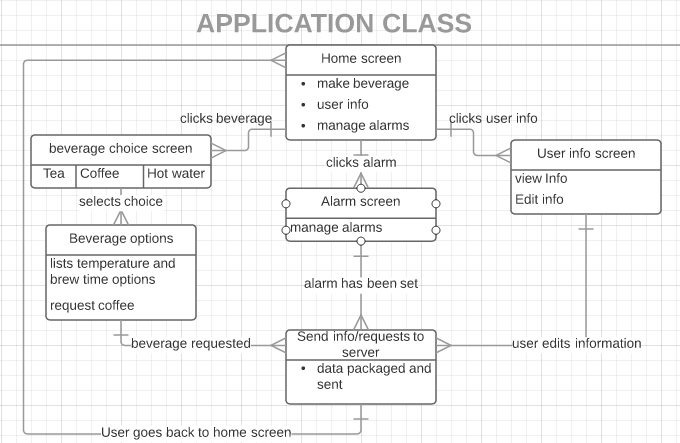 APPLICATION CLASS
Home screen
• make beverage
• user info
• manage alarms
clicks beverage
clicks user info
beverage choice screen
Tea
Coffee
Hot water
clicks alarm
User info screen
view Info
Edit info
selects choice
Alarm screen
manage alarms
Beverage options
lists temperature and
brew time options
request coffee
alarm has been set
beverage requested
Send info/requests to
server
• data packaged and
sent
user edits information
User goes back to home screen